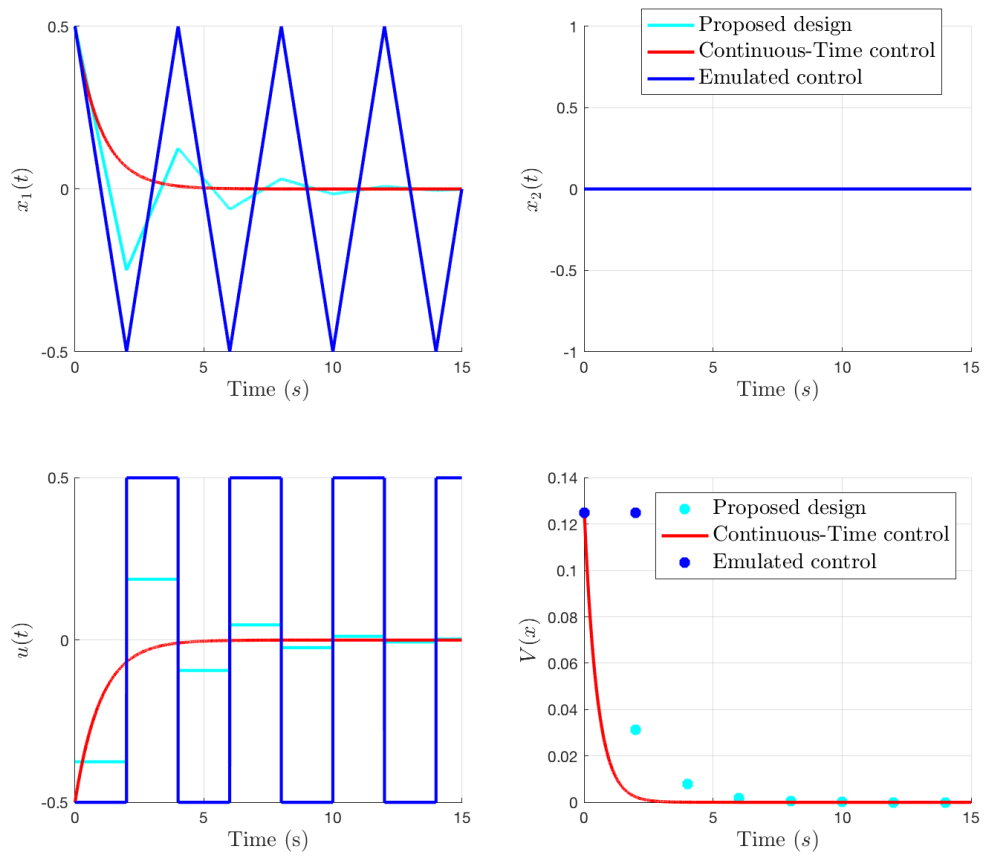 0.5
0
-0.5
0
5
10
15
x₁(t)
Time (s)
1
0.5
0
-0.5
-1
0
5
10
15
x₂(t)
Time (s)
Proposed design
Continuous-Time control
Emulated control
0.5
0
-0.5
0
5
10
15
u(t)
Time (s)
0.14
0.12
0.1
0.08
0.06
0.04
0.02
0
0
5
10
15
V(x)
Time (s)
Proposed design
Continuous-Time control
Emulated control